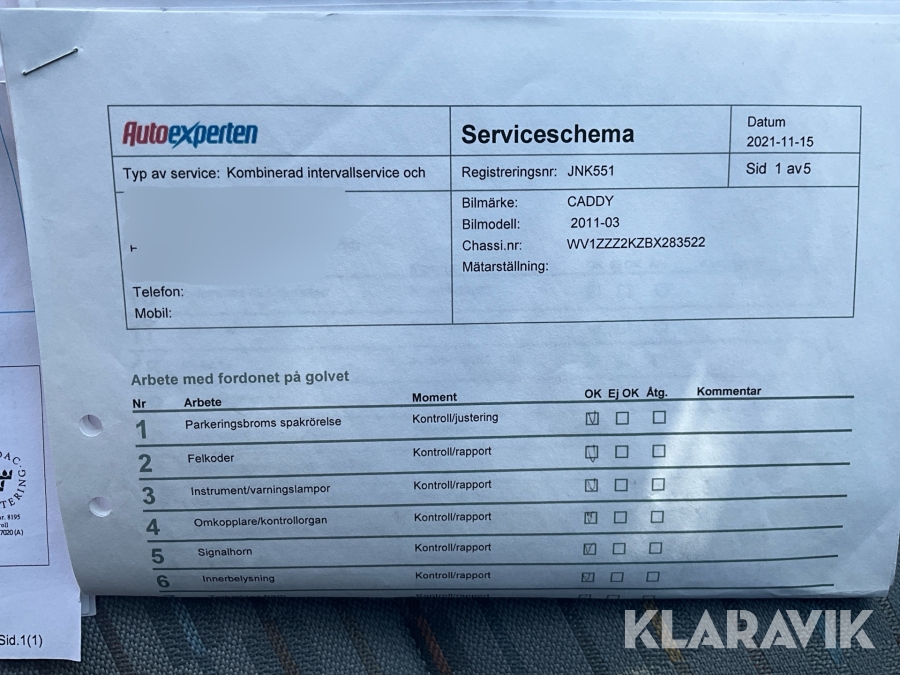 Autoexperten
Serviceschema
Datum
2021-11-15
Typ av service: Kombinerad intervallservice och
Registreringsnr: JNK551
Sid 1 av5
Bilmärke: CADDY
Bilmodell: 2011-03
Chassi.nr: WV1ZZZ2KZBX283522
Mätarställning:
Telefon:
Mobil:
Arbete med fordonet på golvet
Nr Arbete Moment OK Ej OK Åtg. Kommentar
1 Parkeringsbroms spakrörelse Kontroll/justering
2 Felkoder Kontroll/rapport
3 Instrument/varningslampor Kontroll/rapport
4 Omkopplare/kontrollorgan Kontroll/rapport
5 Signalhorn Kontroll/rapport
6 Innerbelysning Kontroll/rapport
nr. 8195
7020 (A)
Sid.1(1)
KLARAVIK